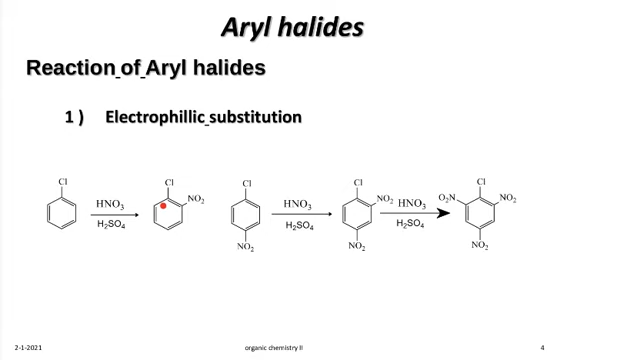 Aryl halides
Reaction of Aryl halides
1 ) Electrophillic substitution
Cl
HNO3
H2SO4
Cl
NO2
Cl
NO2
HNO3
H2SO4
Cl
NO2
NO2
HNO3
H2SO4
Cl
O2N
NO2
NO2
2-1-2021
organic chemistry II
4